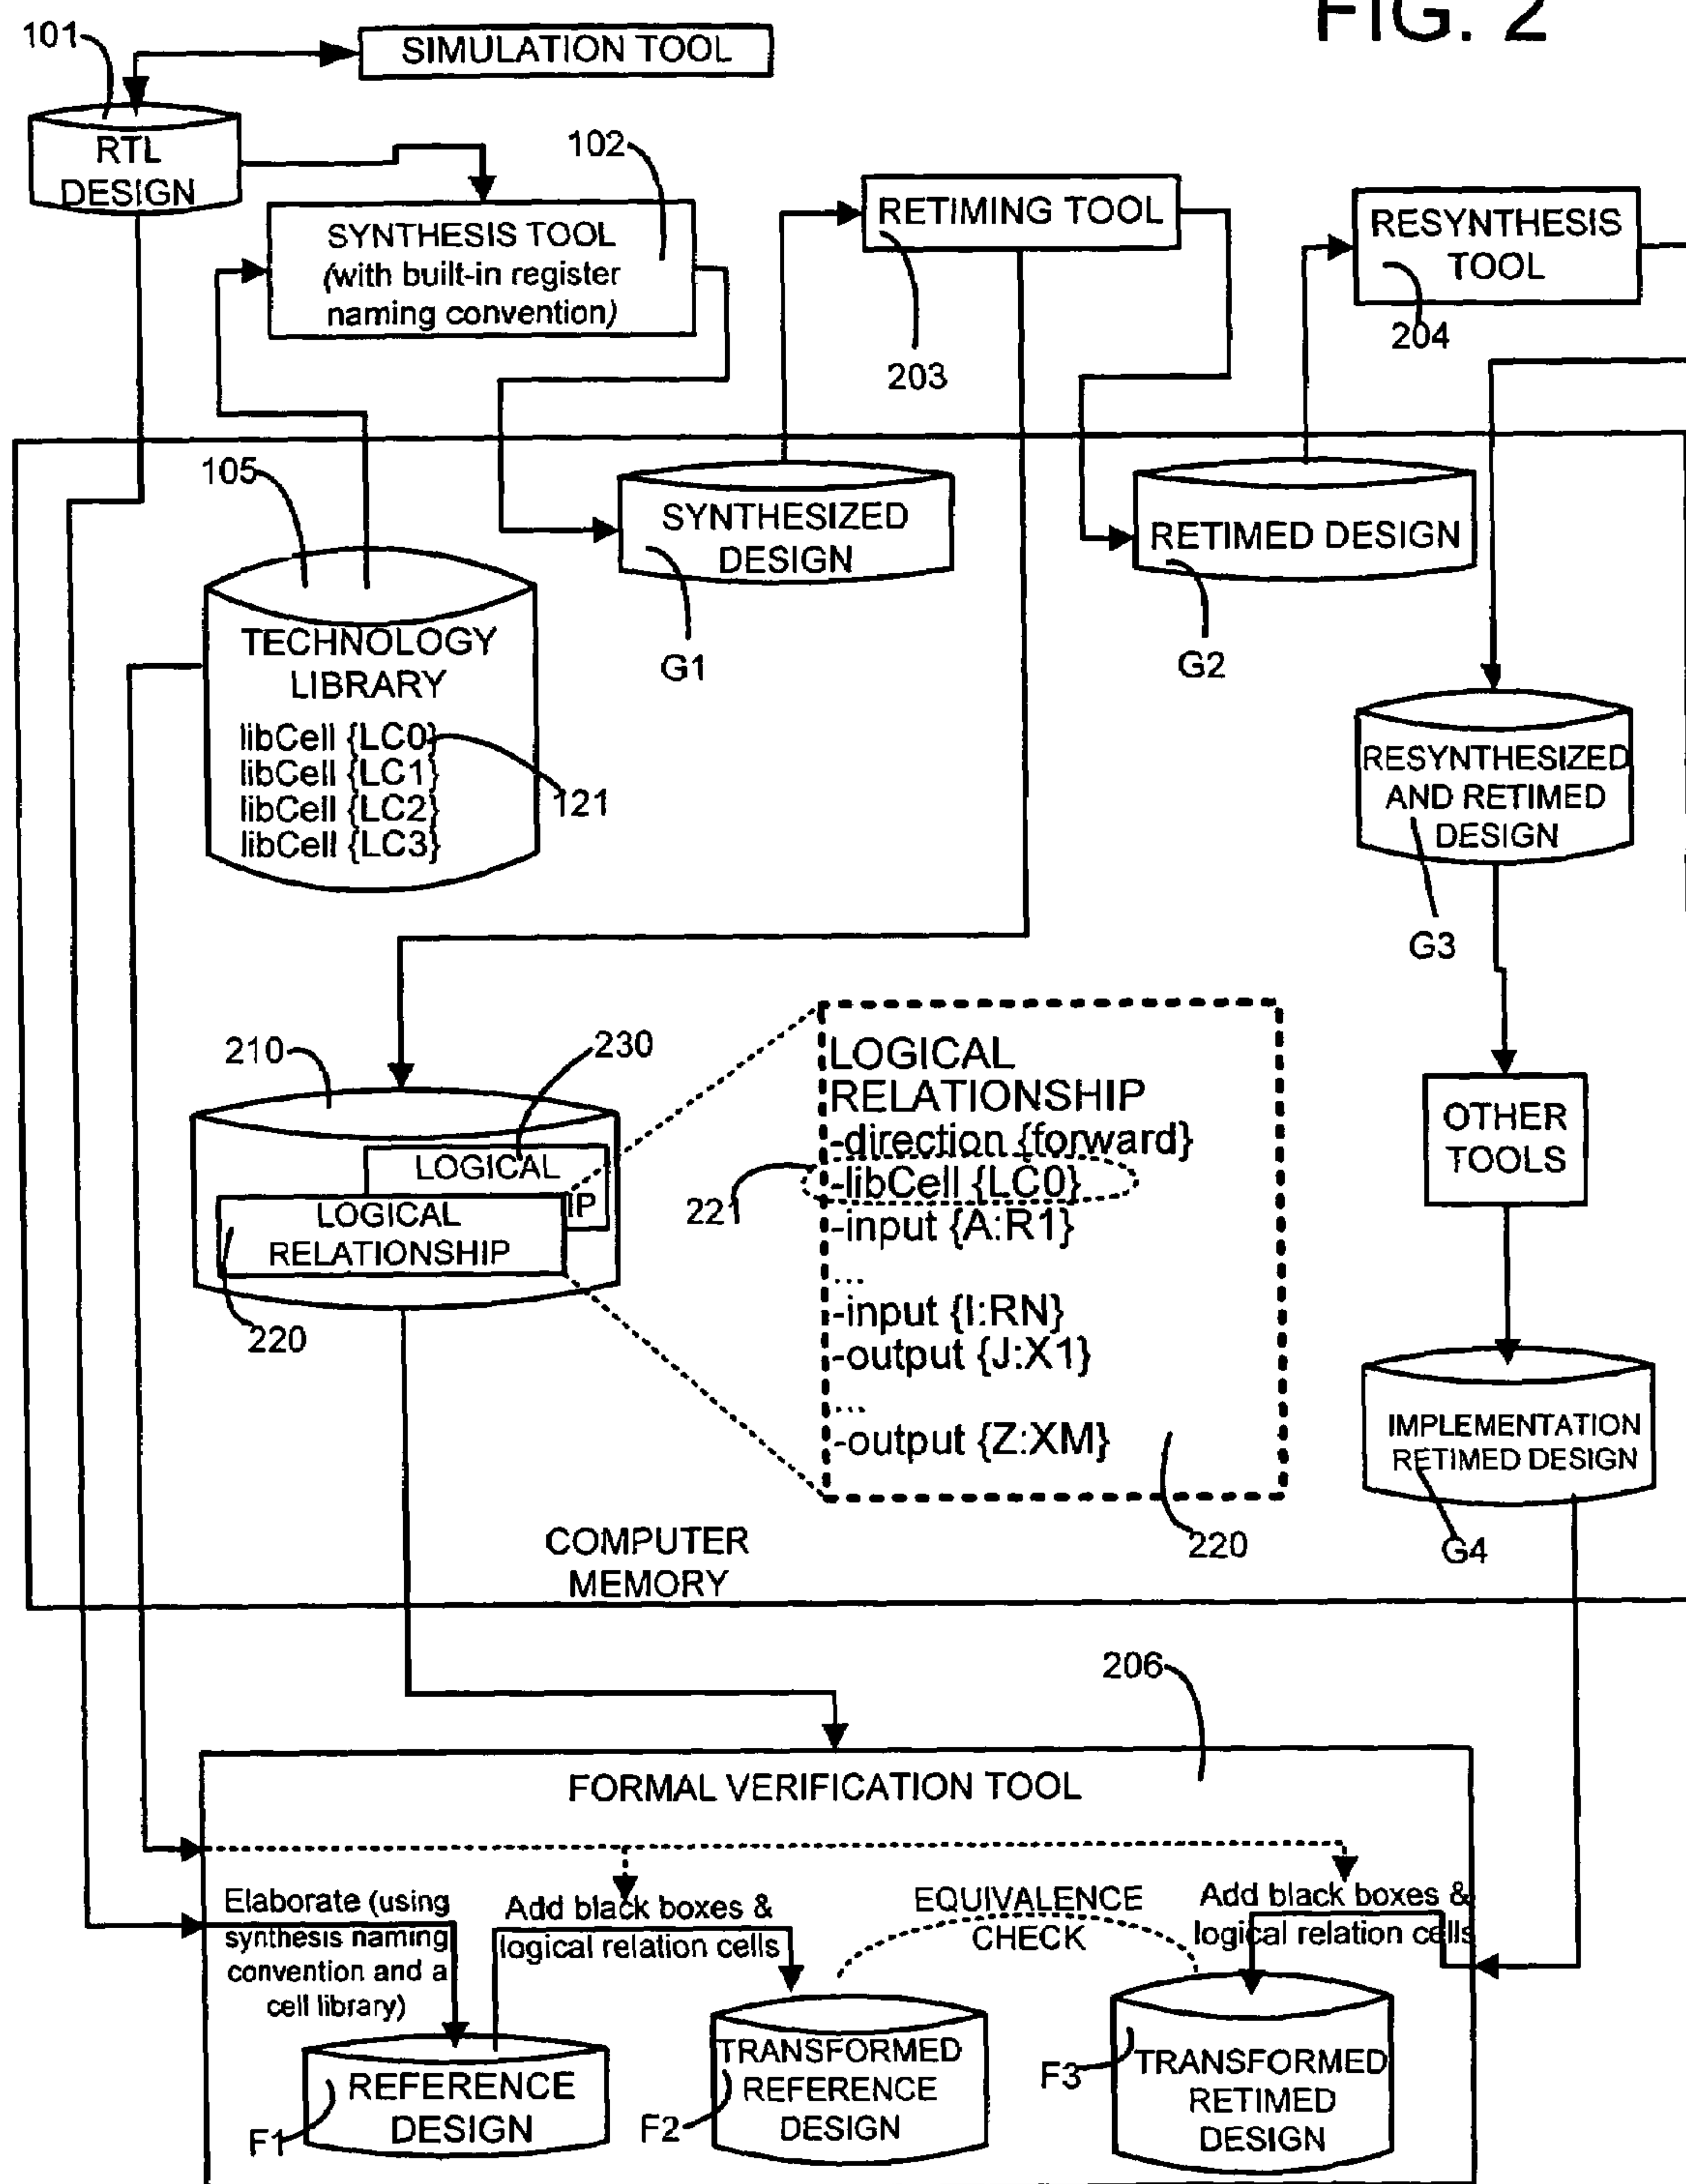 FIG. 2
101
SIMULATION TOOL
RTL
DESIGN
102
SYNTHESIS TOOL
(with built-in register
naming convention)
RETIMING TOOL
203
RESYNTHESIS
TOOL
204
105
SYNTHESIZED
DESIGN
G1
RETIMED DESIGN
G2
TECHNOLOGY
LIBRARY
libCell {LC0}
libCell {LC1}
libCell {LC2}
libCell {LC3}
121
RESYNTHESIZED
AND RETIMED
DESIGN
G3
210
230
LOGICAL
IP
LOGICAL
RELATIONSHIP
220
LOGICAL
RELATIONSHIP
-direction {forward}
221
-libCell {LC0}
-input {A:R1}
...
-input {I:RN}
-output {J:X1}
...
-output {Z:XM}
220
OTHER
TOOLS
IMPLEMENTATION
RETIMED DESIGN
G4
COMPUTER
MEMORY
206
FORMAL VERIFICATION TOOL
Elaborate (using
synthesis naming
convention and a
cell library)
Add black boxes &
logical relation cells
EQUIVALENCE
CHECK
Add black boxes &
logical relation cells
REFERENCE
DESIGN
F1
TRANSFORMED
REFERENCE
DESIGN
F2
TRANSFORMED
RETIMED
DESIGN
F3